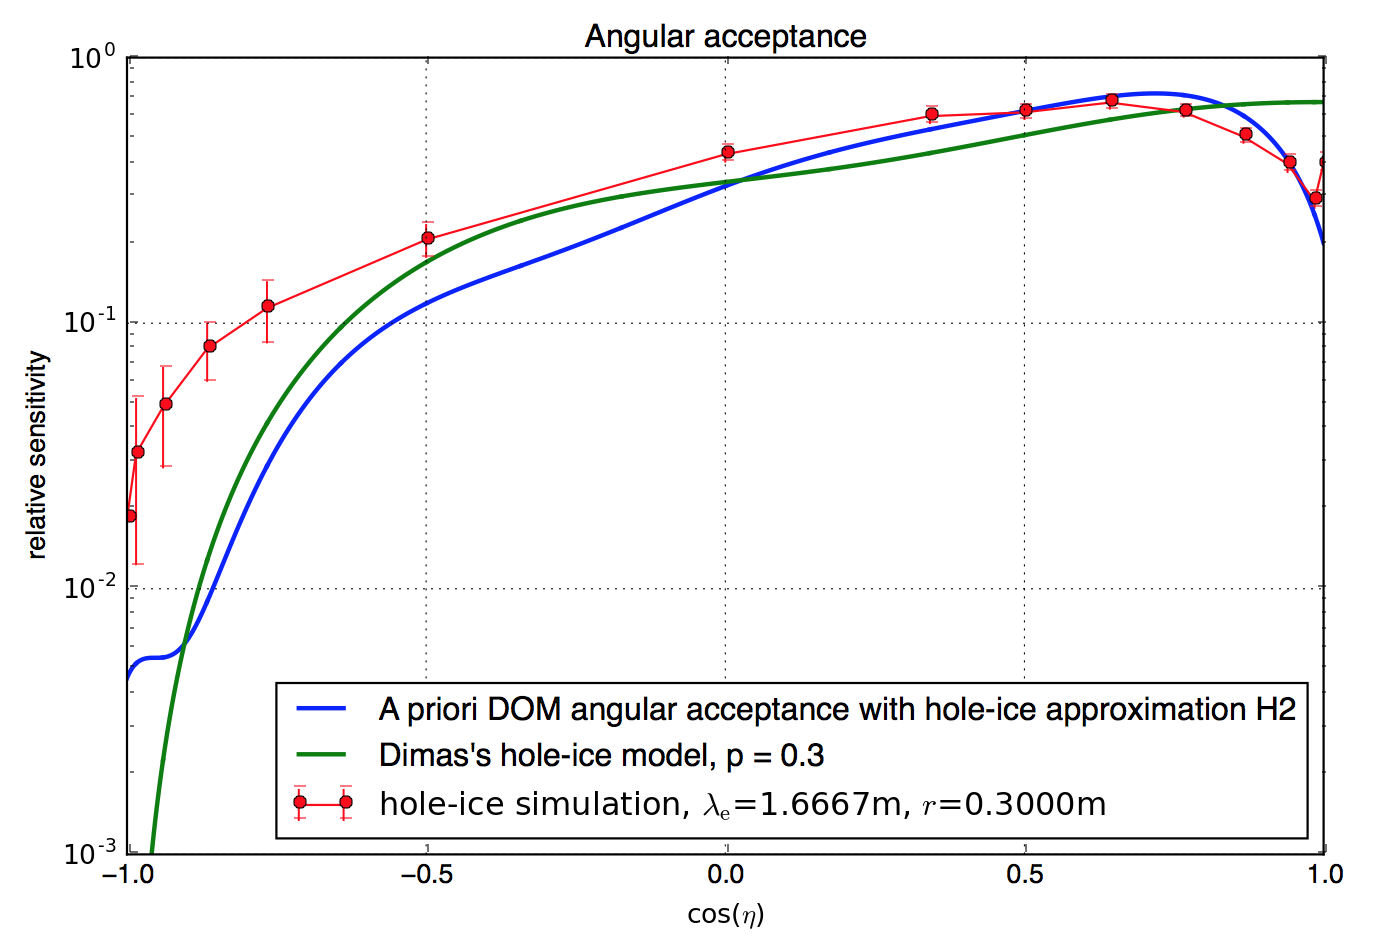 Angular acceptance
10^0
10^-1
10^-2
10^-3
relative sensitivity
A priori DOM angular acceptance with hole-ice approximation H2
Dimas's hole-ice model, p = 0.3
hole-ice simulation, λ_e=1.6667m, r=0.3000m
−1.0 −0.5 0.0 0.5 1.0
cos(η)